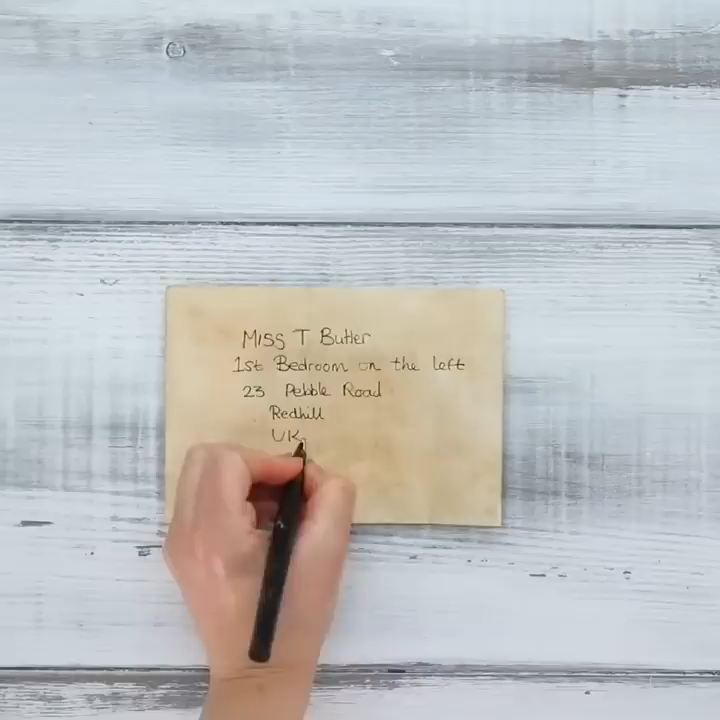 Miss T Butler
1st Bedroom on the left
23 Pebble Road
Redhill
UK